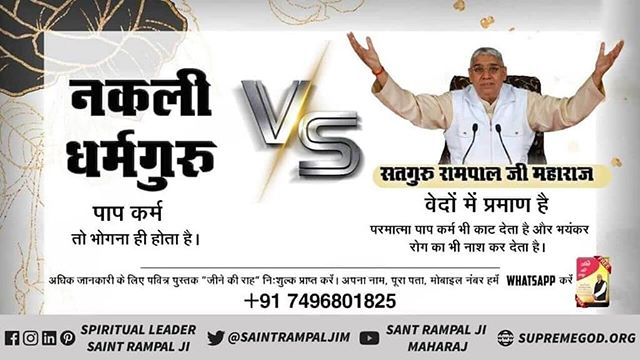 नकली
धर्मगुरु
पाप कर्म
तो भोगना ही होता है।
VS
सतगुरु रामपाल जी महाराज
वेदों में प्रमाण है
परमात्मा पाप कर्म भी काट देता है और भयंकर
रोग का भी नाश कर देता है।
अधिक जानकारी के लिए पवित्र पुस्तक "जीने की राह" निःशुल्क प्राप्त करें। अपना नाम, पूरा पता, मोबाइल नंबर हमें WHATSAPP करें
+91 7496801825
SPIRITUAL LEADER
SAINT RAMPAL JI
@SAINTRAMPALJIM
SANT RAMPAL JI
MAHARAJ
SUPREMEGOD.ORG